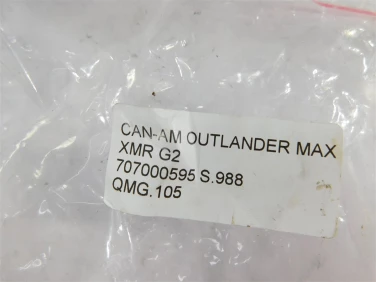 CAN-AM OUTLANDER MAX
XMR G2
707000595 S.988
QMG.105